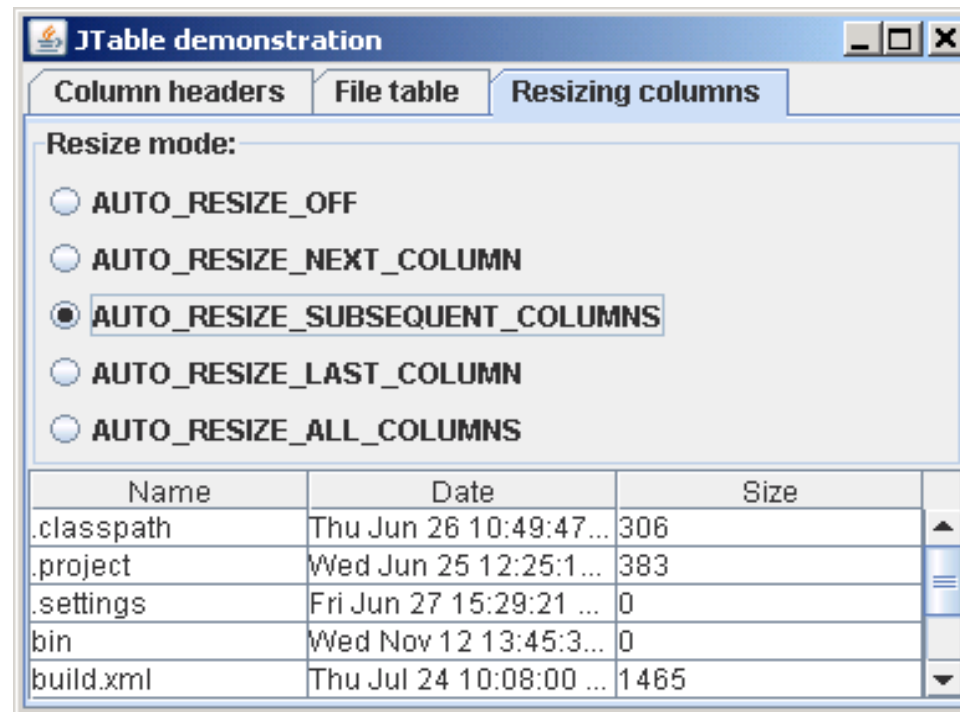 JTable demonstration
Column headers File table Resizing columns
Resize mode:
AUTO_RESIZE_OFF
AUTO_RESIZE_NEXT_COLUMN
AUTO_RESIZE_SUBSEQUENT_COLUMNS
AUTO_RESIZE_LAST_COLUMN
AUTO_RESIZE_ALL_COLUMNS
Name Date Size
.classpath Thu Jun 26 10:49:47... 306
.project Wed Jun 25 12:25:1... 383
.settings Fri Jun 27 15:29:21 ... 0
bin Wed Nov 12 13:45:3... 0
build.xml Thu Jul 24 10:08:00 ... 1465